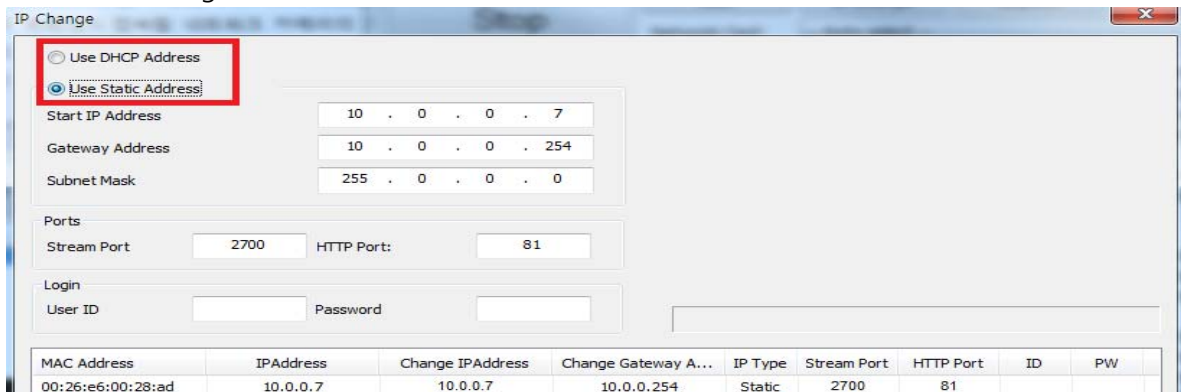 IP Change
Use DHCP Address
Use Static Address
Start IP Address 10 . 0 . 0 . 7
Gateway Address 10 . 0 . 0 . 254
Subnet Mask 255 . 0 . 0 . 0
Ports
Stream Port 2700 HTTP Port: 81
Login
User ID Password
MAC Address IPAddress Change IPAddress Change Gateway A... IP Type Stream Port HTTP Port ID PW
00:26:e6:00:28:ad 10.0.0.7 10.0.0.7 10.0.0.254 Static 2700 81